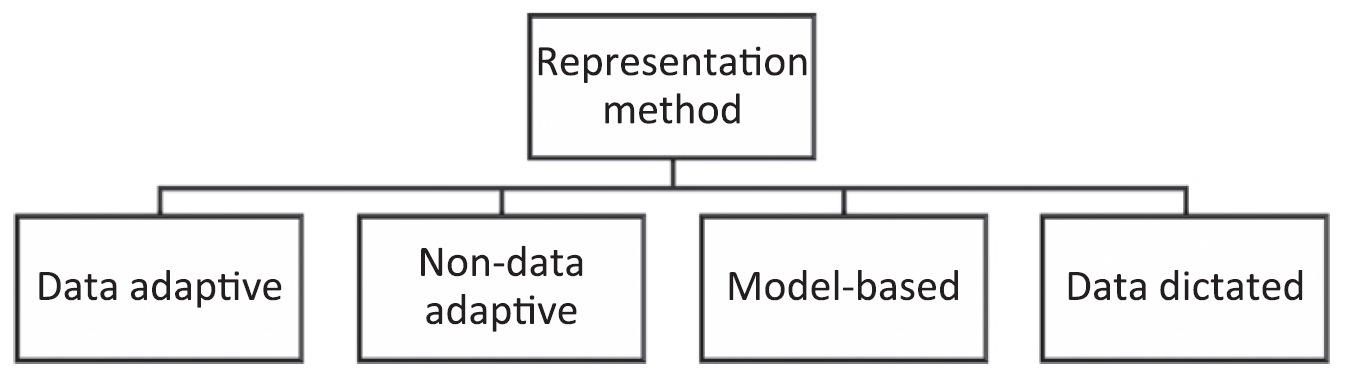 Representation
method
Data adaptive
Non-data
adaptive
Model-based
Data dictated